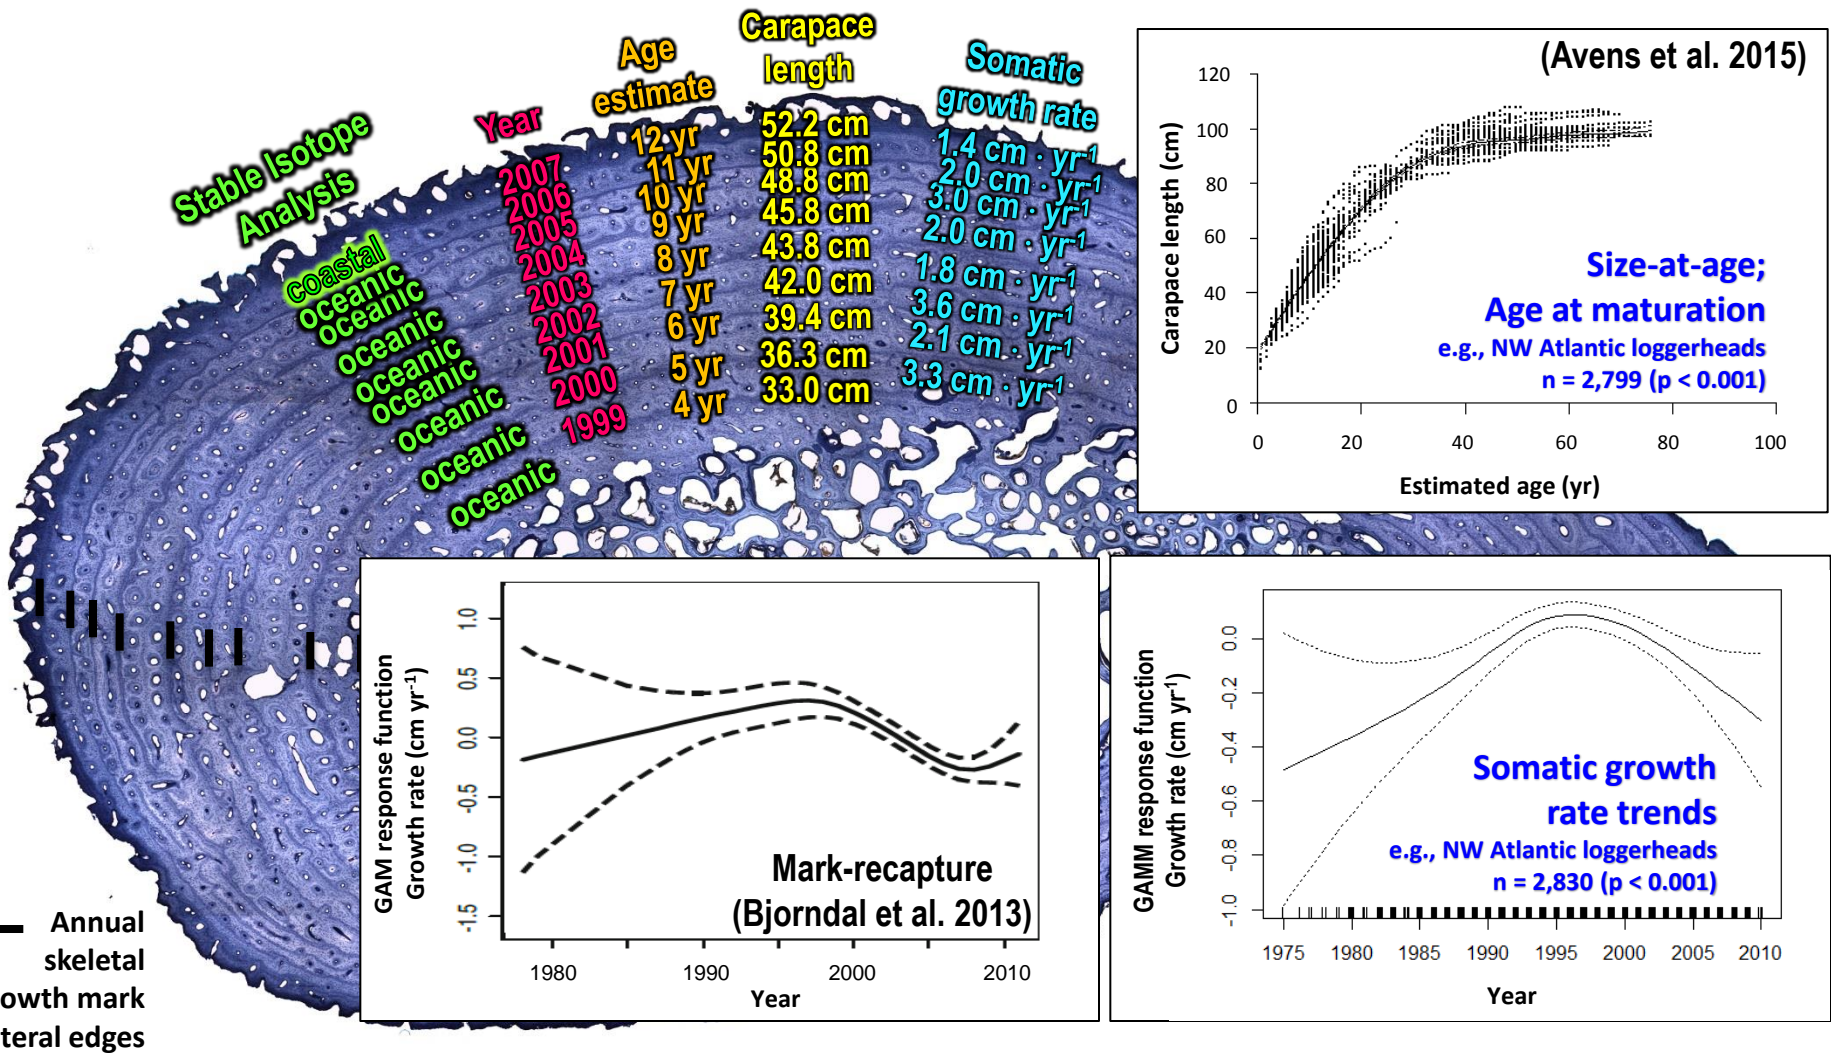 Stable Isotope
Analysis
coastal
oceanic
oceanic
oceanic
oceanic
oceanic
oceanic
oceanic
oceanic
Year
2007
2006
2005
2004
2003
2002
2001
2000
1999
Age
estimate
12 yr
11 yr
10 yr
9 yr
8 yr
7 yr
6 yr
5 yr
4 yr
Carapace
length
52.2 cm
50.8 cm
48.8 cm
45.8 cm
43.8 cm
42.0 cm
39.4 cm
36.3 cm
33.0 cm
Somatic
growth rate
1.4 cm · yr-1
2.0 cm · yr-1
3.0 cm · yr-1
2.0 cm · yr-1
1.8 cm · yr-1
3.6 cm · yr-1
2.1 cm · yr-1
3.3 cm · yr-1
(Avens et al. 2015)
Carapace length (cm)
120
100
80
60
40
20
0
0 20 40 60 80 100
Estimated age (yr)
Size-at-age;
Age at maturation
e.g., NW Atlantic loggerheads
n = 2,799 (p < 0.001)
GAM response function
Growth rate (cm yr-1)
1.0
0.5
0.0
-0.5
-1.0
-1.5
1980 1990 2000 2010
Year
Mark-recapture
(Bjorndal et al. 2013)
GAMM response function
Growth rate (cm yr-1)
0.0
-0.2
-0.4
-0.6
-0.8
-1.0
1975 1980 1985 1990 1995 2000 2005 2010
Year
Somatic growth
rate trends
e.g., NW Atlantic loggerheads
n = 2,830 (p < 0.001)
Annual
skeletal
owth mark
teral edges